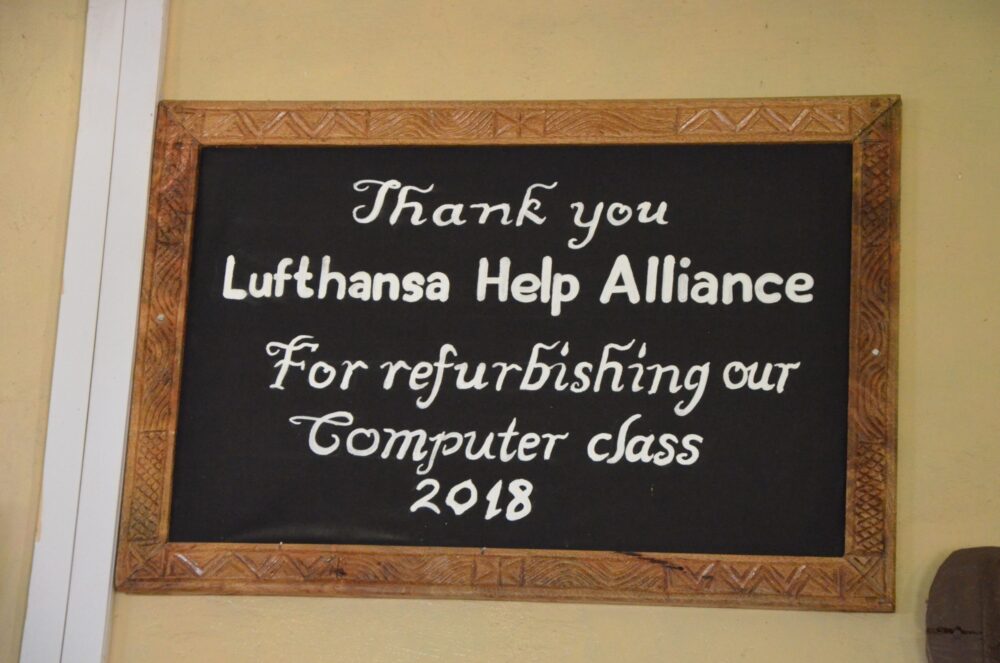 Thank you
Lufthansa Help Alliance
For refurbishing our
Computer class
2018